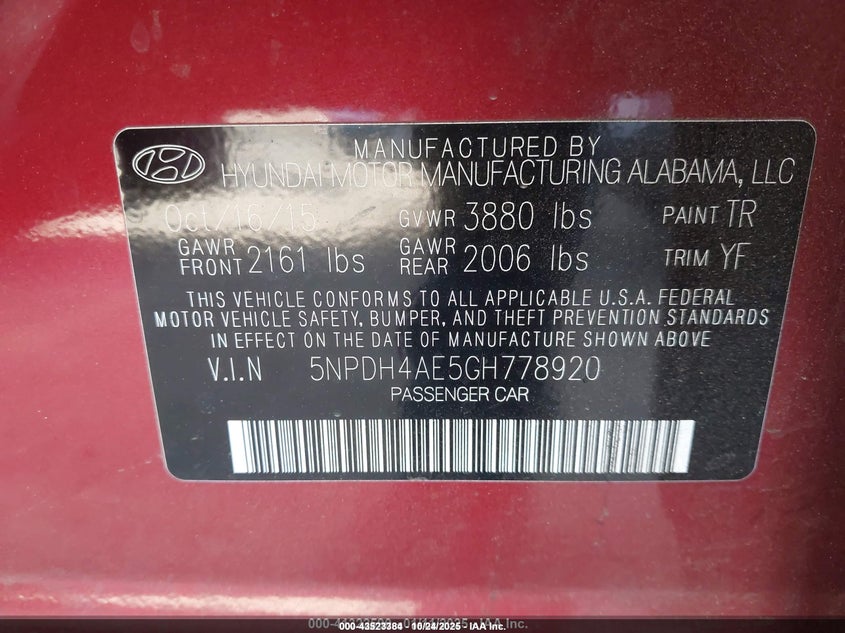 MANUFACTURED BY
HYUNDAI MOTOR MANUFACTURING ALABAMA, LLC
Oct/16/15 GVWR 3880 lbs PAINT TR
GAWR FRONT 2161 lbs GAWR REAR 2006 lbs TRIM YF
THIS VEHICLE CONFORMS TO ALL APPLICABLE U.S.A. FEDERAL
MOTOR VEHICLE SAFETY, BUMPER, AND THEFT PREVENTION STANDARDS
IN EFFECT ON THE DATE OF MANUFACTURE SHOWN ABOVE.
V.I.N 5NPDH4AE5GH778920
PASSENGER CAR
000-43523384 - 10/24/2025 - IAA Inc.